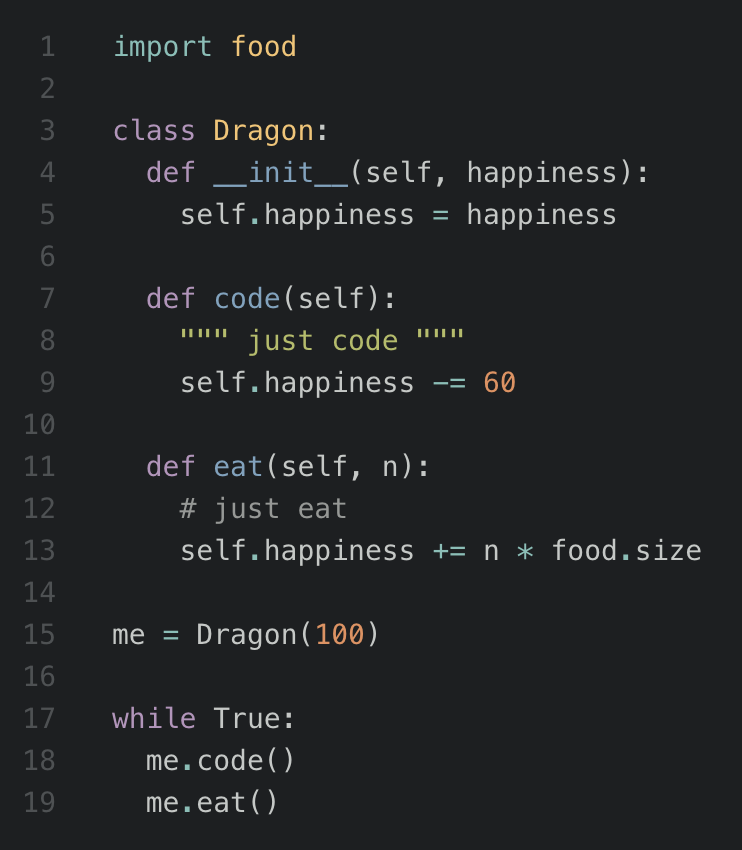 1 import food
2
3 class Dragon:
4   def __init__(self, happiness):
5     self.happiness = happiness
6
7   def code(self):
8     """ just code """
9     self.happiness -= 60
10
11   def eat(self, n):
12     # just eat
13     self.happiness += n * food.size
14
15 me = Dragon(100)
16
17 while True:
18   me.code()
19   me.eat()